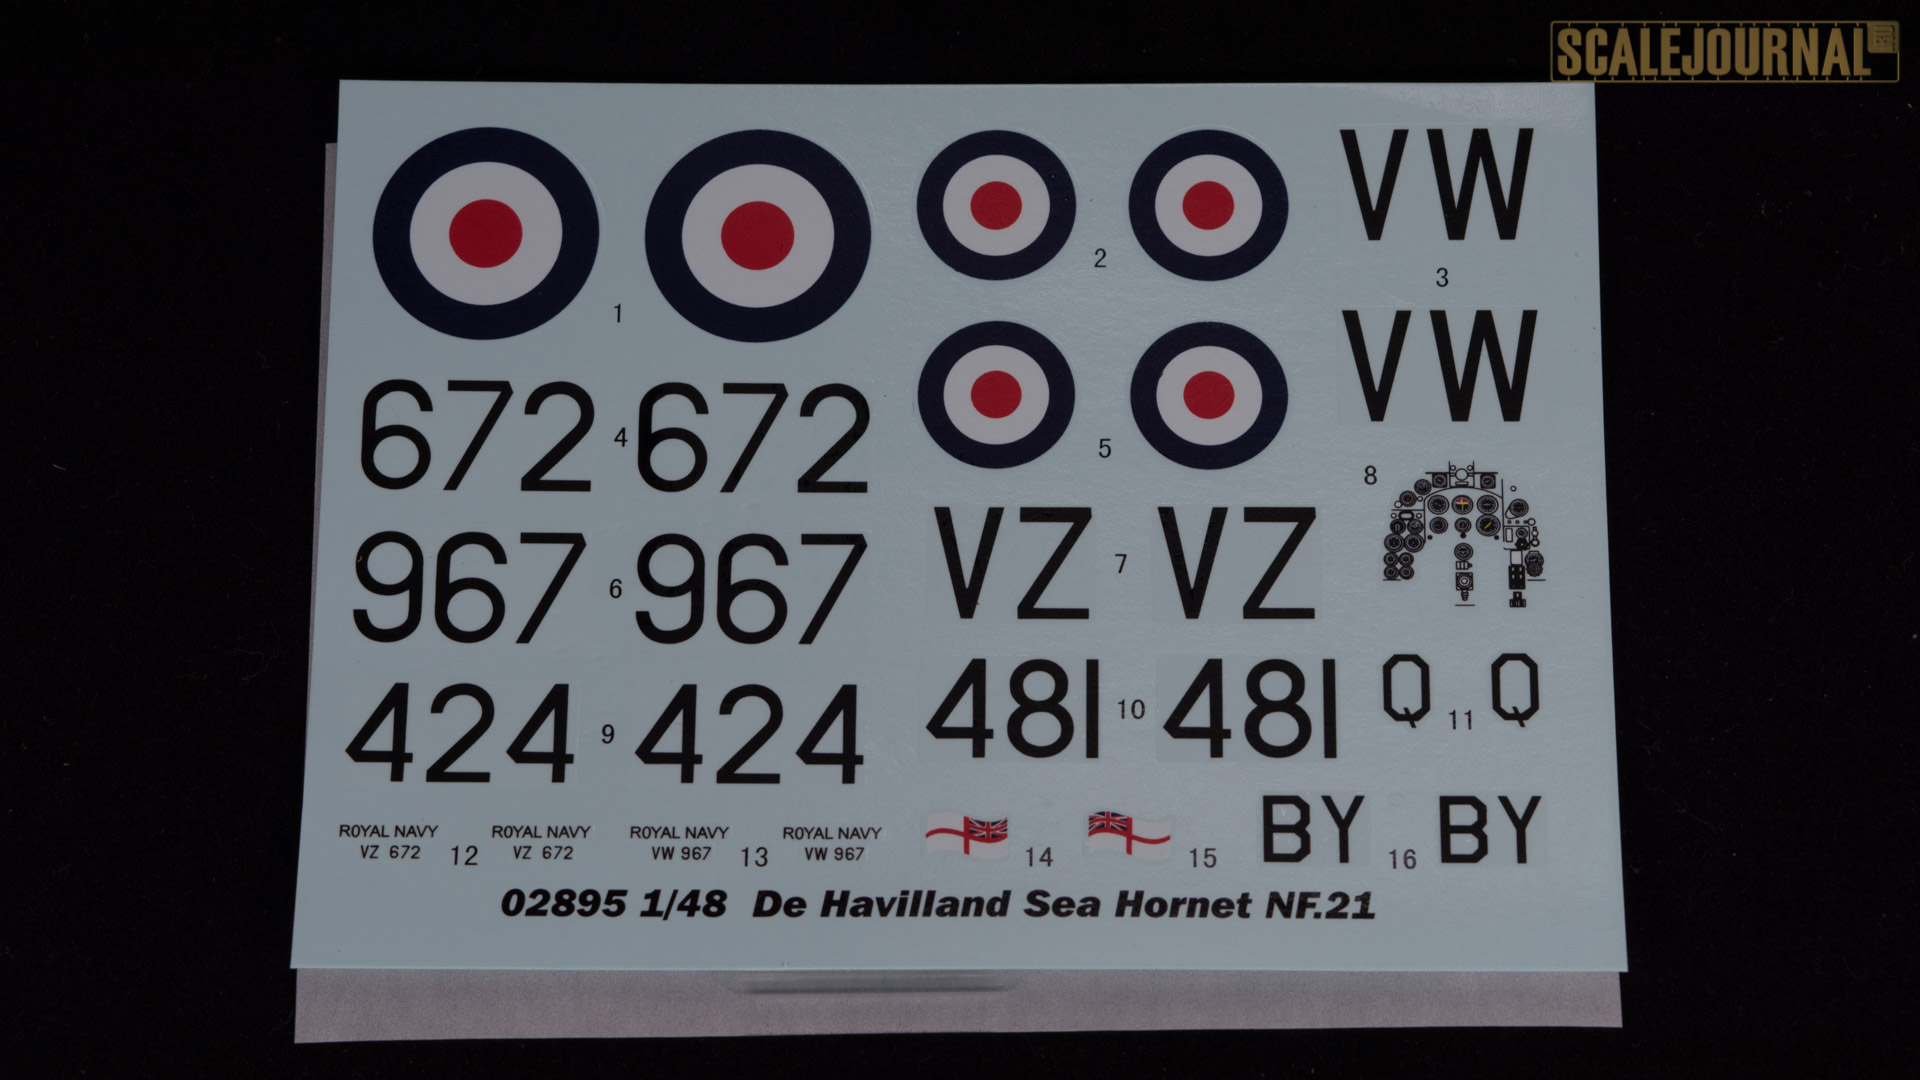 SCALEJOURNAL RU
VW
1
2
3
VW
672 4 672
5
8
967 6 967
VZ 7 VZ
424 9 424
481 10 481
Q 11 Q
ROYAL NAVY
VZ 672
12
ROYAL NAVY
VZ 672
ROYAL NAVY
VW 967
13
ROYAL NAVY
VW 967
14
15
BY 16 BY
02895 1/48 De Havilland Sea Hornet NF.21